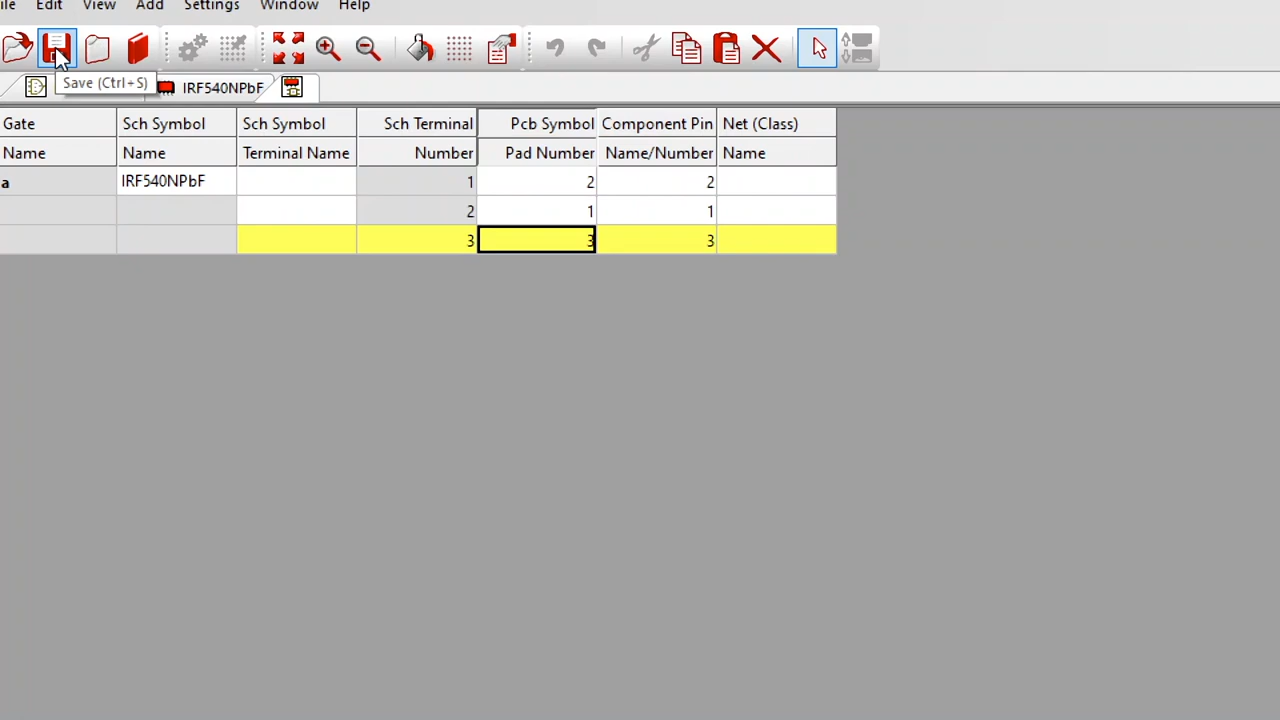 ile Edit View Add Settings Window Help
Save (Ctrl+S) IRF540NPbF
Gate Sch Symbol Sch Symbol Sch Terminal Pcb Symbol Component Pin Net (Class)
Name Name Terminal Name Number Pad Number Name/Number Name
a IRF540NPbF 1 2 2
2 1 1
3 3 3